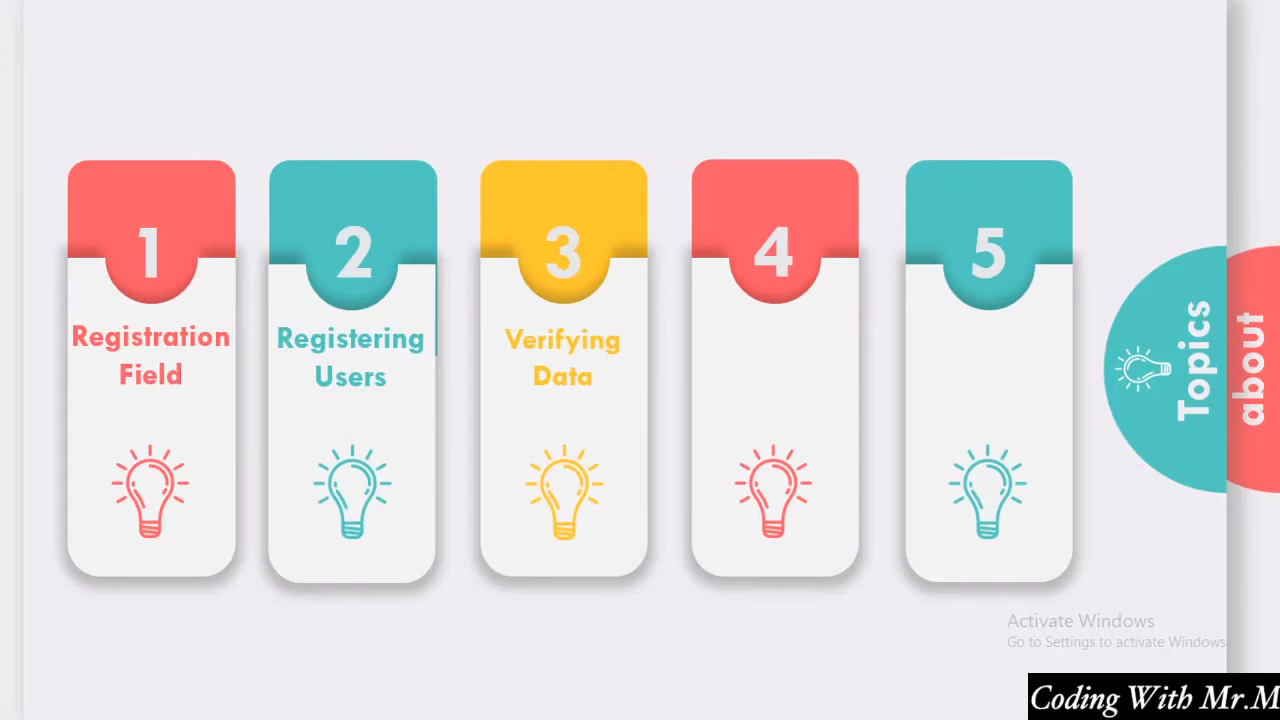 1
Registration
Field
2
Registering
Users
3
Verifying
Data
4
5
Topics
about
Activate Windows
Go to Settings to activate Windows
Coding With Mr.M